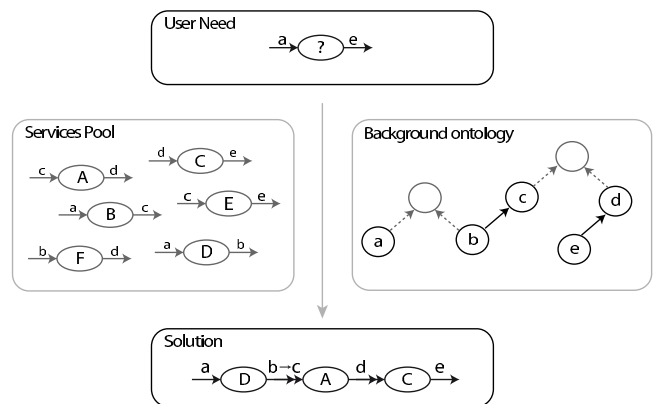 User Need
a ? e
Services Pool
d C e
c A d
c E e
a B c
a D b
b F d
Background ontology
c
d
a
b
e
Solution
a D b→c A d C e